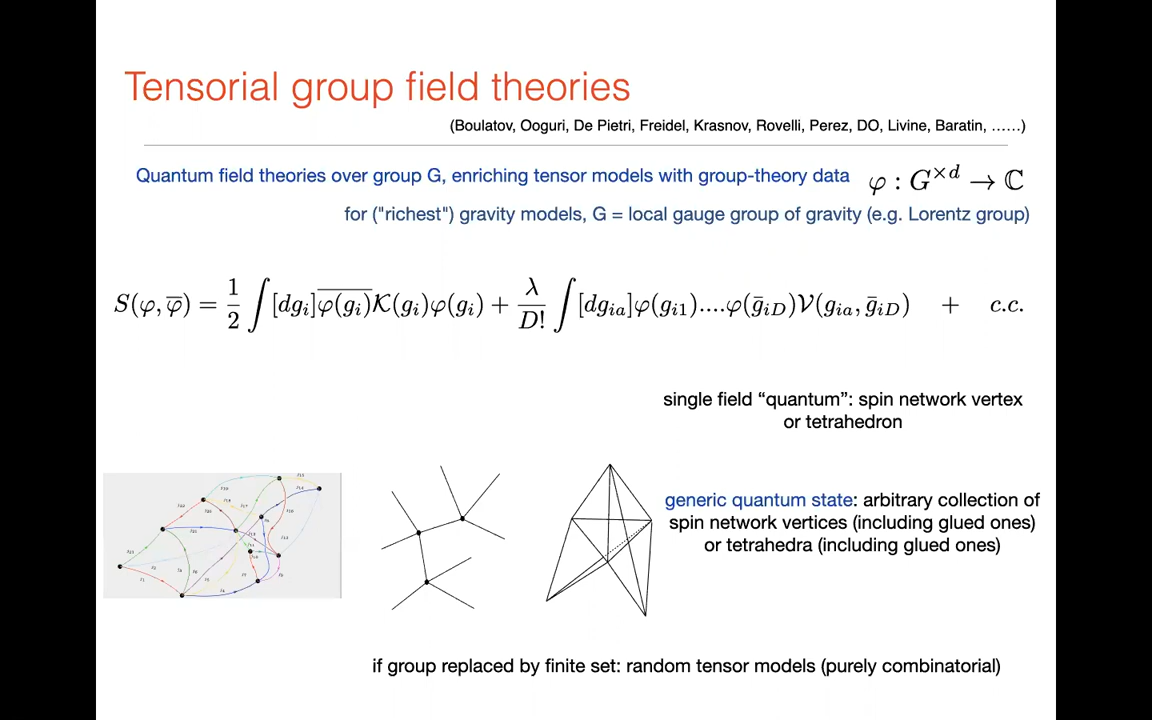 Tensorial group field theories
(Boulatov, Ooguri, De Pietri, Freidel, Krasnov, Rovelli, Perez, DO, Livine, Baratin, ......)
Quantum field theories over group G, enriching tensor models with group-theory data φ : G^{×d} → ℂ
for ("richest") gravity models, G = local gauge group of gravity (e.g. Lorentz group)
S(φ, φ̅) = 1/2 ∫ [dg_i] \overline{φ(g_i)} 𝒦(g_i) φ(g_i) + λ/D! ∫ [dg_{ia}] φ(g_{i1})....φ(ḡ_{iD}) 𝒱(g_{ia}, ḡ_{iD}) + c.c.
single field “quantum”: spin network vertex
or tetrahedron
generic quantum state: arbitrary collection of
spin network vertices (including glued ones)
or tetrahedra (including glued ones)
if group replaced by finite set: random tensor models (purely combinatorial)